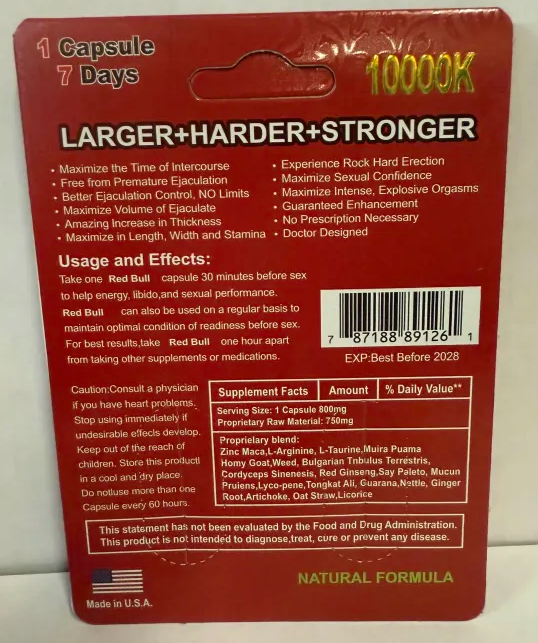 1 Capsule
7 Days
10000K
LARGER+HARDER+STRONGER
• Maximize the Time of Intercourse
• Free from Premature Ejaculation
• Better Ejaculation Control, NO Limits
• Maximize Volume of Ejaculate
• Amazing Increase in Thickness
• Maximize in Length, Width and Stamina
• Experience Rock Hard Erection
• Maximize Sexual Confidence
• Maximize Intense, Explosive Orgasms
• Guaranteed Enhancement
• No Prescription Necessary
• Doctor Designed
Usage and Effects:
Take one Red Bull capsule 30 minutes before sex
to help energy, libido,and sexual performance.
Red Bull can also be used on a regular basis to
maintain optimal condition of readiness before sex.
For best results,take Red Bull one hour apart
from taking other supplements or medications.
7 87188 89126 1
EXP:Best Before 2028
Caution:Consult a physician
if you have heart problems.
Stop using immediately if
undesirable effects develop.
Keep out of the reach of
children. Store this productl
in a cool and dry place.
Do notluse more than one
Capsule every 60 hours.
Supplement Facts Amount % Daily Value**
Serving Size: 1 Capsule 800mg
Proprietary Raw Material: 750mg
Proprielary blend:
Zinc Maca,L-Arginine, L-Taurine,Muira Puama
Homy Goat,Weed, Bulgarian Tnbulus Terrestris,
Cordyceps Sinenesis, Red Ginseng,Say Paleto, Mucun
Pruiens,Lyco-pene,Tongkat Ali, Guarana,Nettle, Ginger
Root,Artichoke, Oat Straw,Licorice
This statement has not been evaluated by the Food and Drug Administration.
This product is not intended to diagnose,treat, cure or prevent any disease.
Made in U.S.A.
NATURAL FORMULA